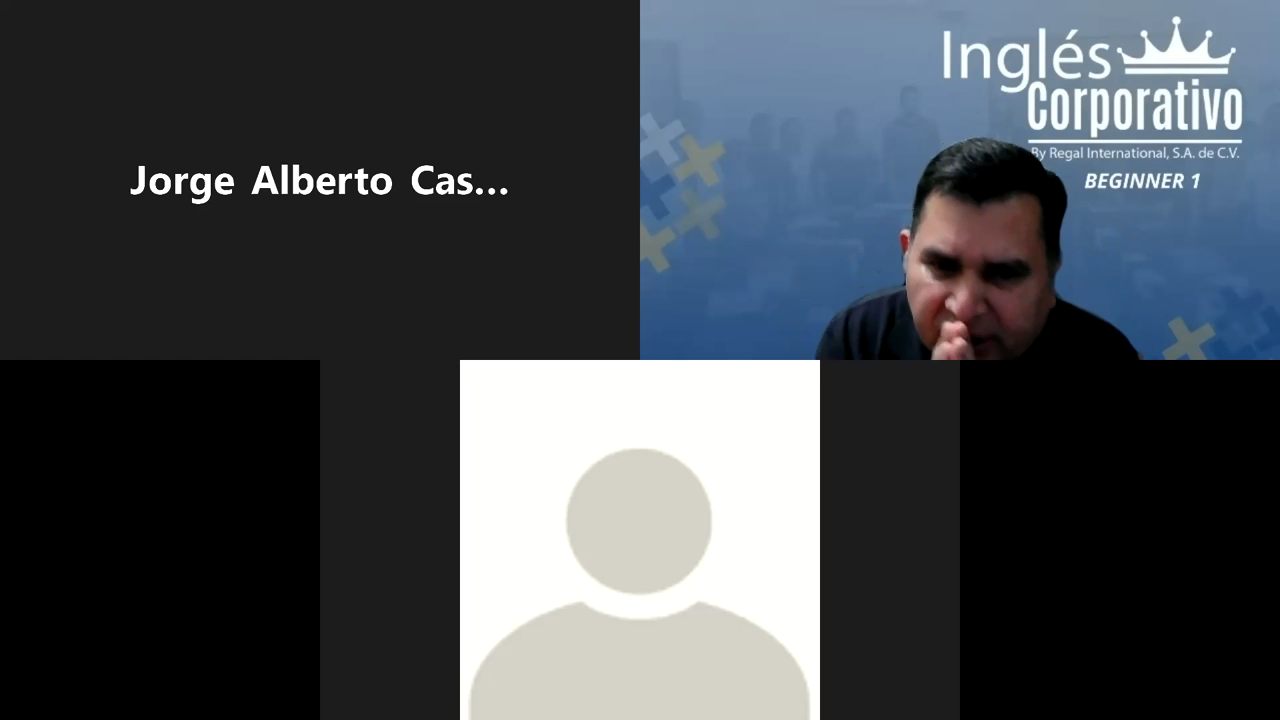 Jorge Alberto Cas...
Inglés
Corporativo
By Regal International, S.A. de C.V.
BEGINNER 1